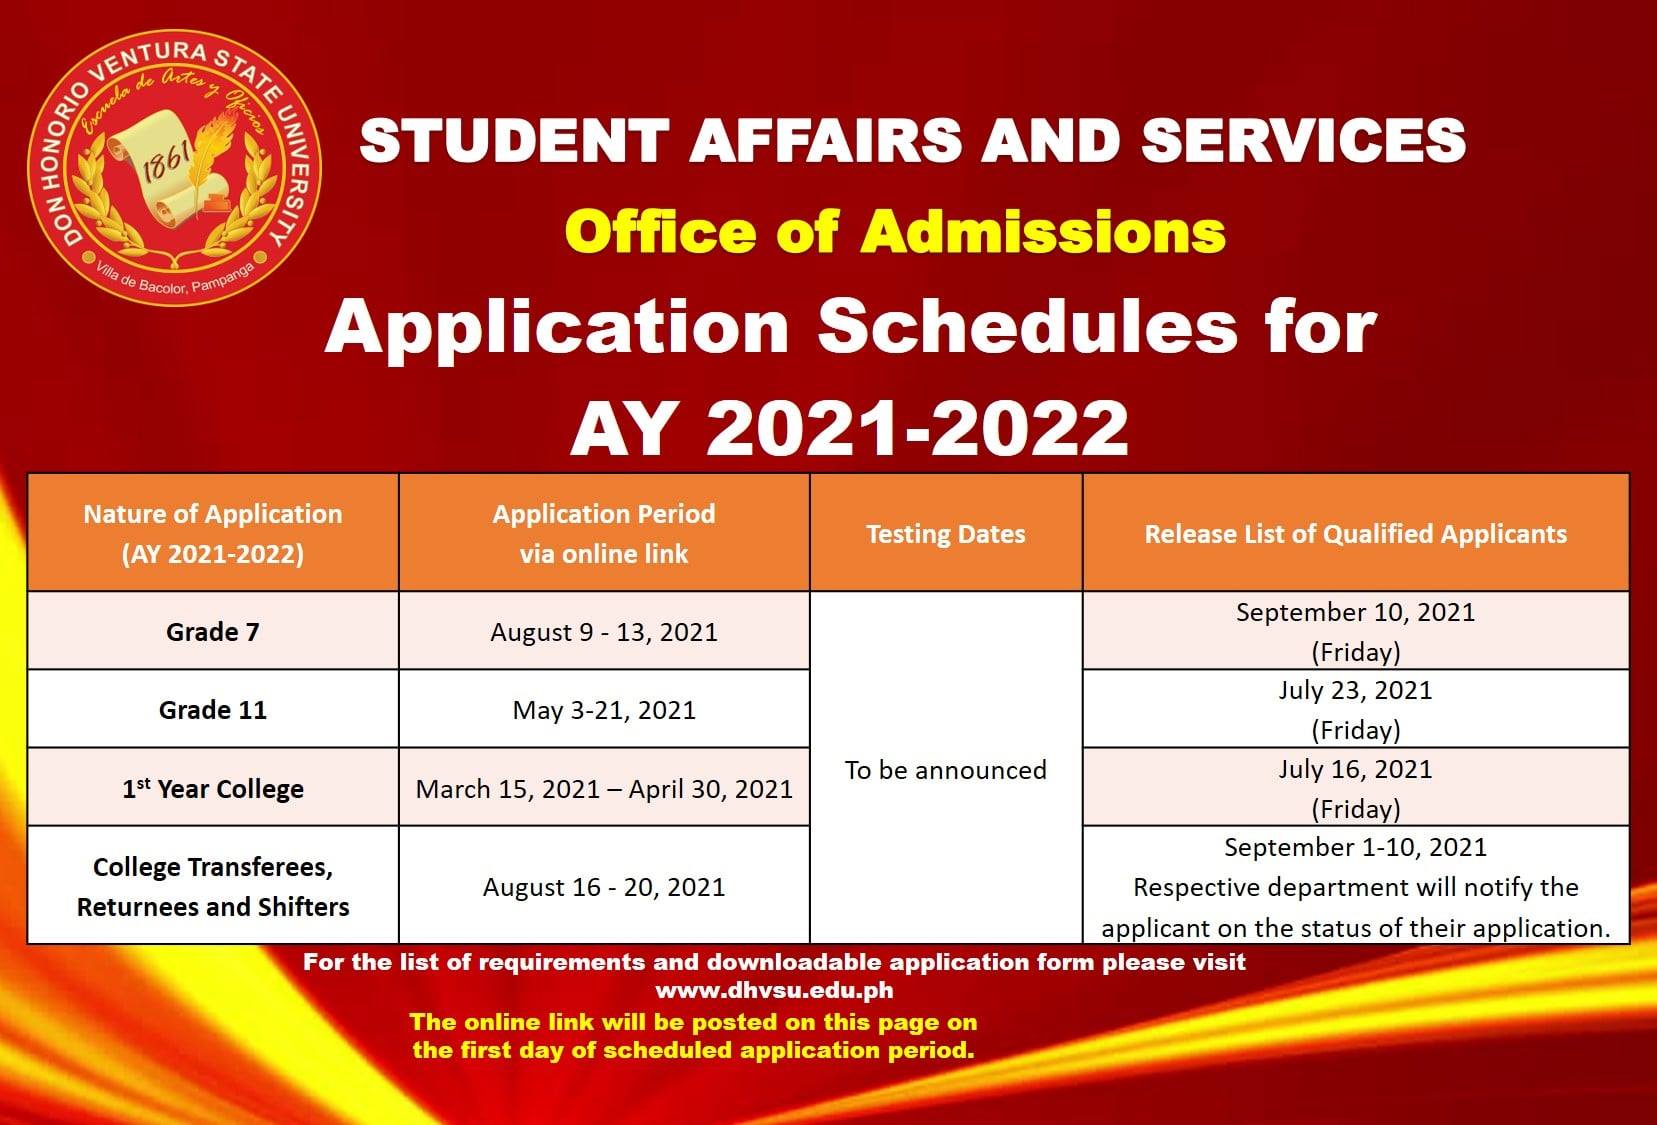 DON HONORIO VENTURA STATE UNIVERSITY
Escuela de Artes y Oficios
1861
Villa de Bacolor, Pampanga
STUDENT AFFAIRS AND SERVICES
Office of Admissions
Application Schedules for
AY 2021-2022
Nature of Application
(AY 2021-2022)
Application Period
via online link
Testing Dates
Release List of Qualified Applicants
Grade 7
August 9 - 13, 2021
To be announced
September 10, 2021
(Friday)
Grade 11
May 3-21, 2021
July 23, 2021
(Friday)
1st Year College
March 15, 2021 – April 30, 2021
July 16, 2021
(Friday)
College Transferees,
Returnees and Shifters
August 16 - 20, 2021
September 1-10, 2021
Respective department will notify the
applicant on the status of their application.
For the list of requirements and downloadable application form please visit
www.dhvsu.edu.ph
The online link will be posted on this page on
the first day of scheduled application period.